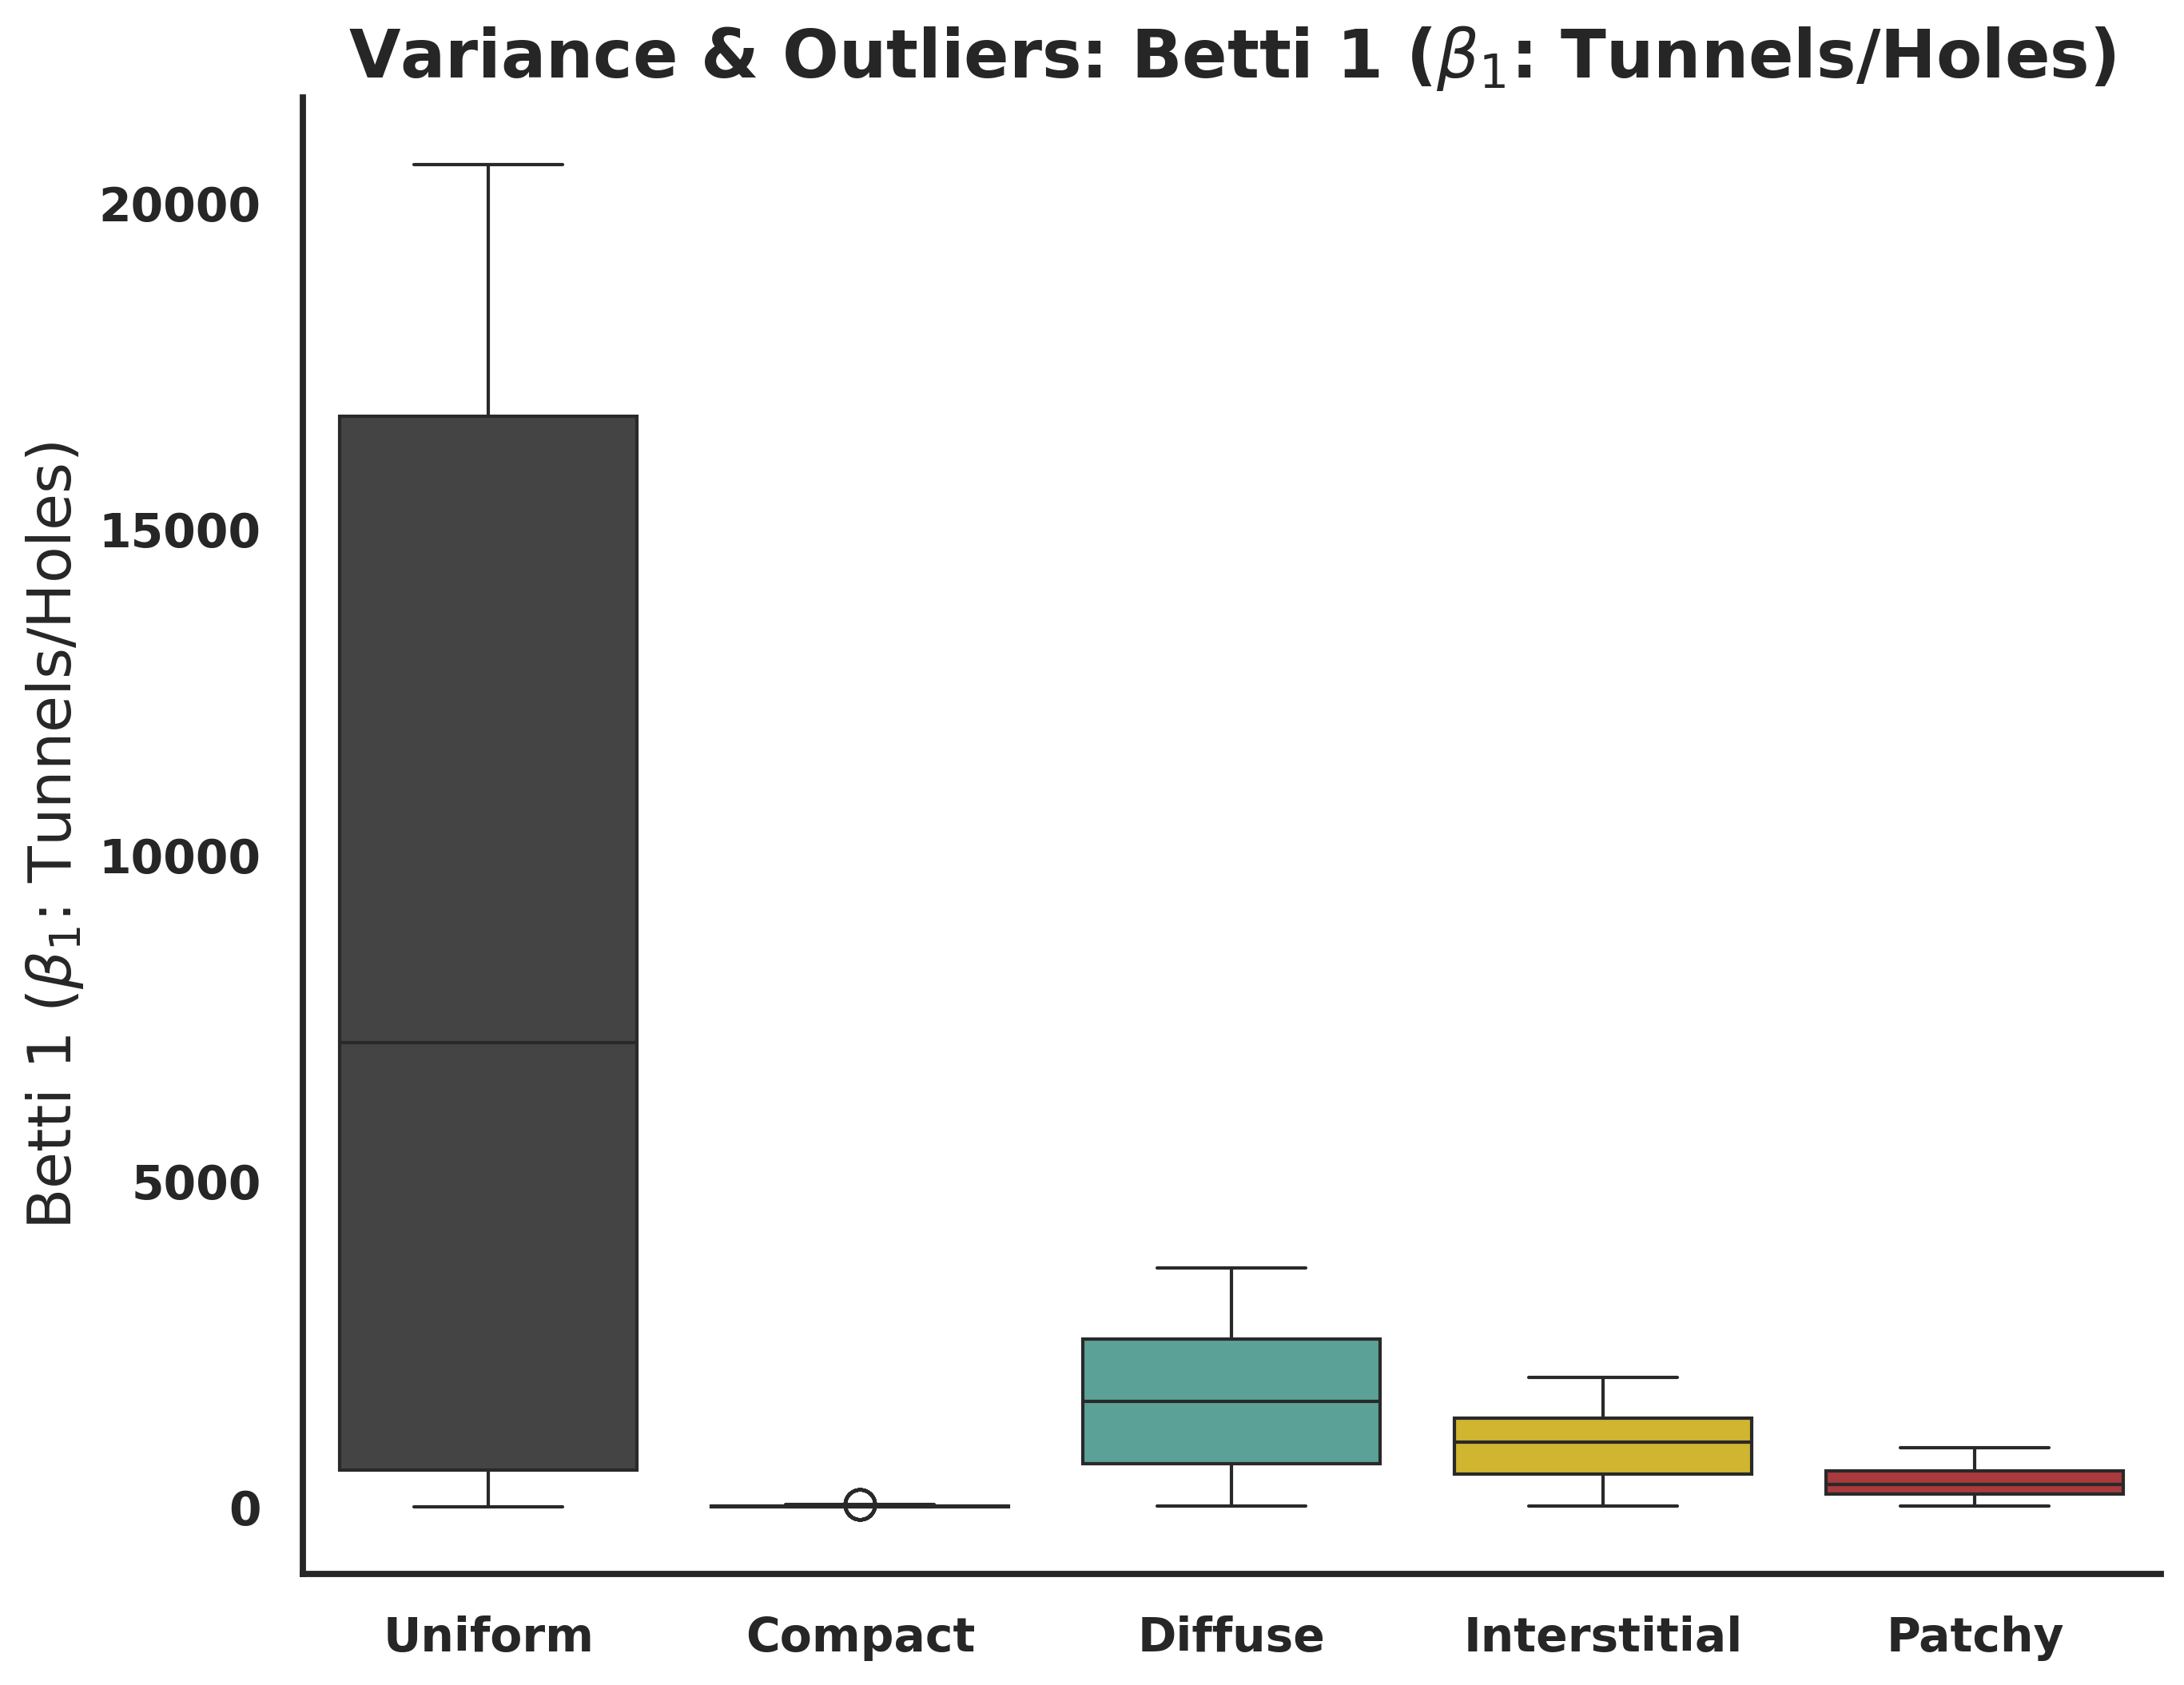 Variance & Outliers: Betti 1 (β₁: Tunnels/Holes)
Betti 1 (β₁: Tunnels/Holes)
20000
15000
10000
5000
0
Uniform Compact Diffuse Interstitial Patchy